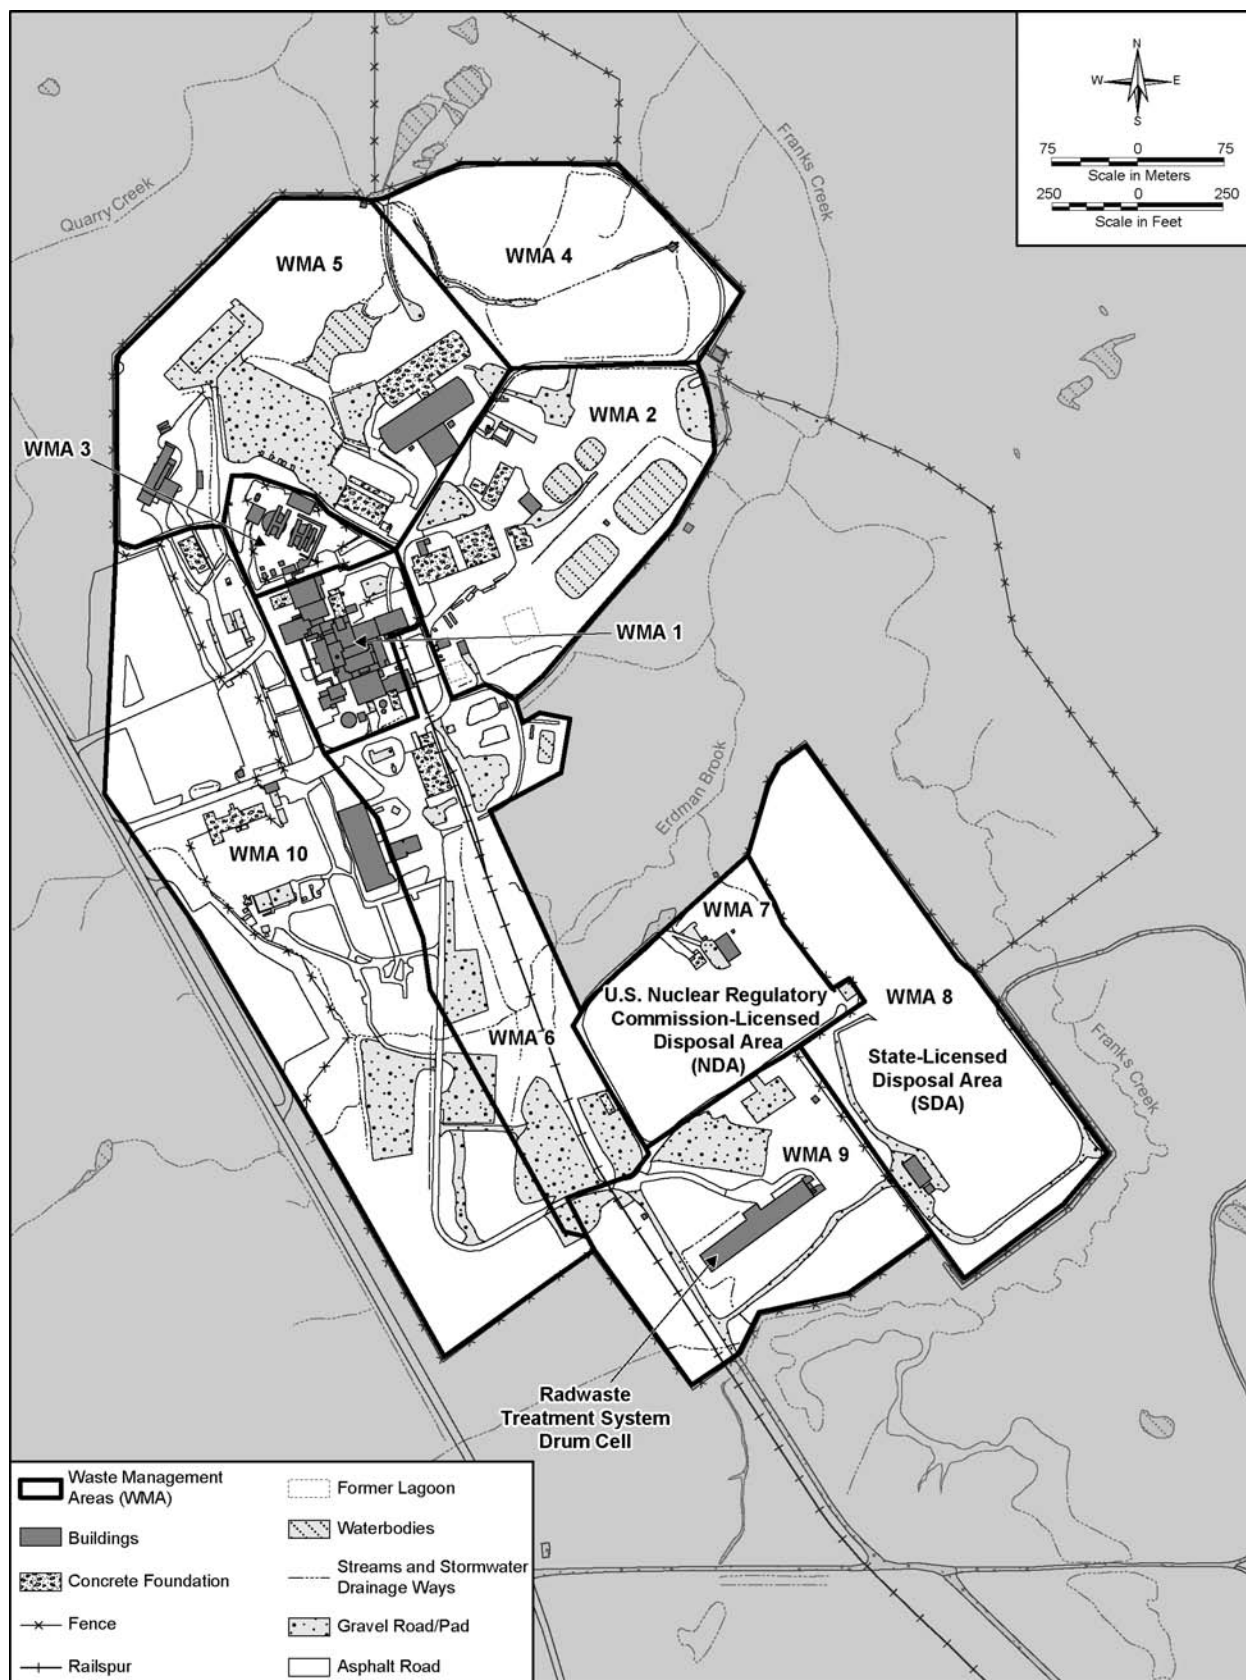 N
W
E
S
75
0
75
Scale in Meters
250
0
250
Scale in Feet
Franks Creek
Quarry Creek
WMA 5
WMA 4
WMA 2
WMA 3
WMA 1
Erdman Brook
WMA 10
WMA 7
WMA 8
U.S. Nuclear Regulatory
Commission-Licensed
Disposal Area
(NDA)
WMA 6
State-Licensed
Disposal Area
(SDA)
Franks Creek
WMA 9
Radwaste
Treatment System
Drum Cell
Waste Management
Areas (WMA)
Buildings
Concrete Foundation
Fence
Railspur
Former Lagoon
Waterbodies
Streams and Stormwater
Drainage Ways
Gravel Road/Pad
Asphalt Road